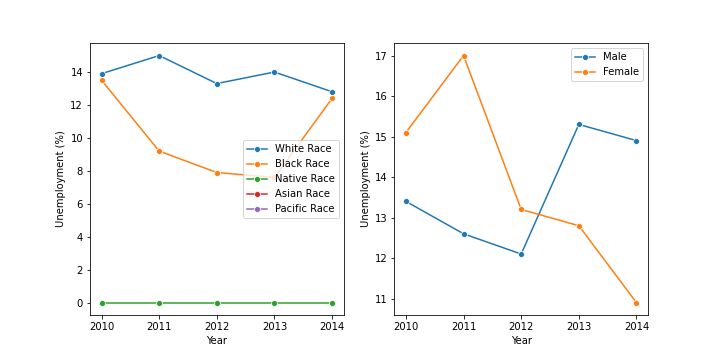 14
12
10
8
6
4
2
0
Unemployment (%)
White Race
Black Race
Native Race
Asian Race
Pacific Race
2010 2011 2012 2013 2014
Year
17
16
15
14
13
12
11
Unemployment (%)
Male
Female
2010 2011 2012 2013 2014
Year